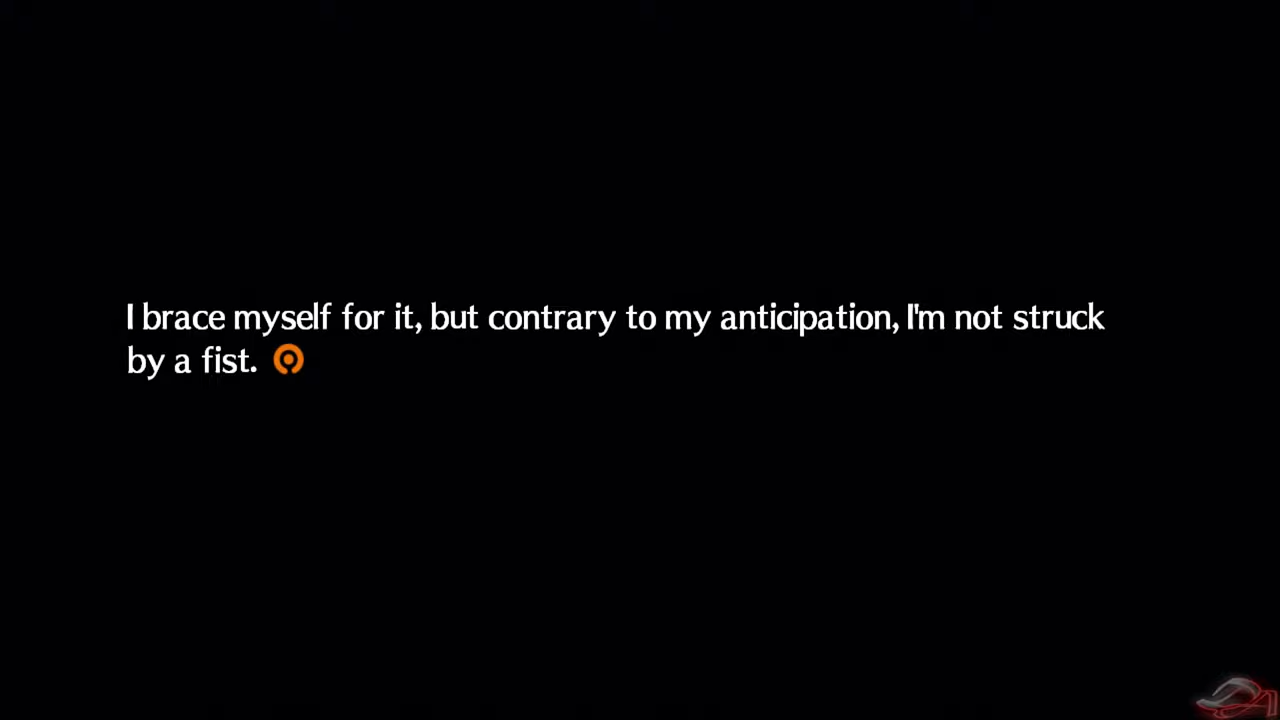 I brace myself for it, but contrary to my anticipation, I'm not struck
by a fist.